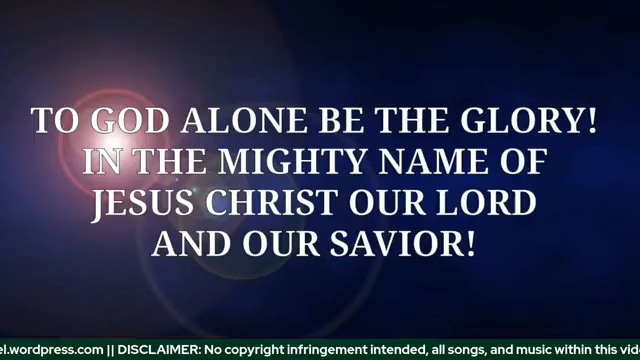 TO GOD ALONE BE THE GLORY!
IN THE MIGHTY NAME OF
JESUS CHRIST OUR LORD
AND OUR SAVIOR!
el.wordpress.com || DISCLAIMER: No copyright infringement intended, all songs, and music within this vid